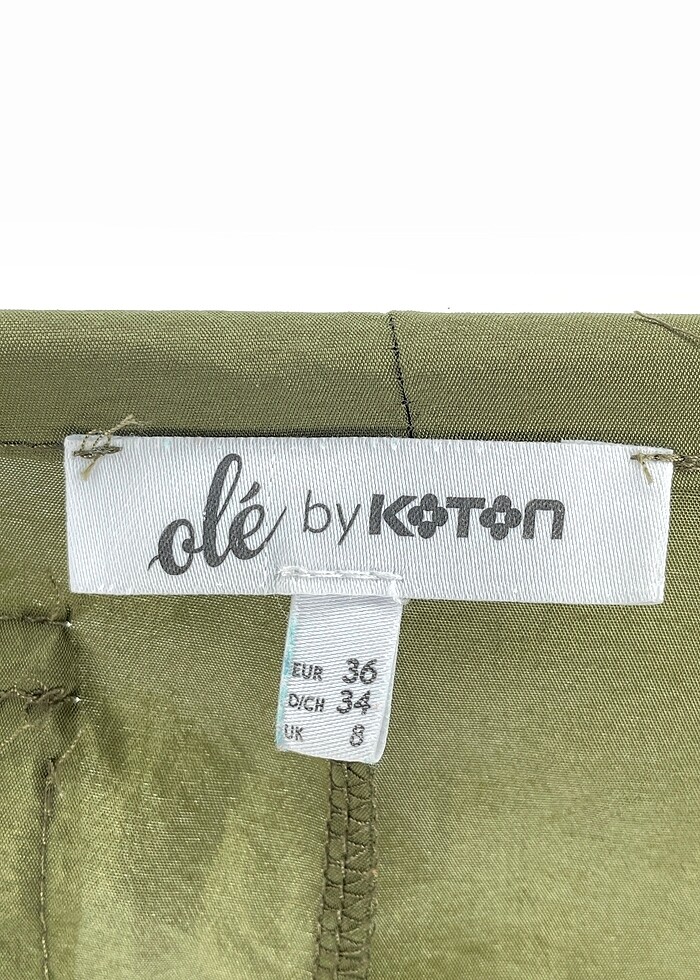 olé by KOTON
EUR 36
D/CH 34
UK 8